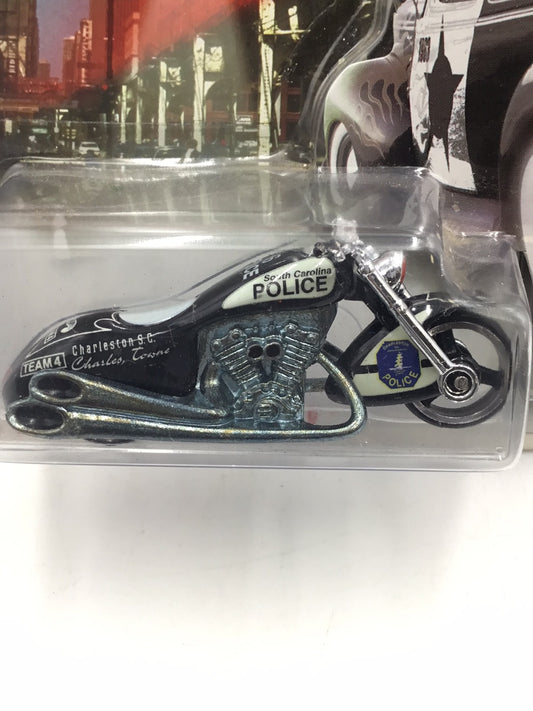 South Carolina
POLICE
Charleston S.C.
Charles, Towne
TEAM 4
POLICE